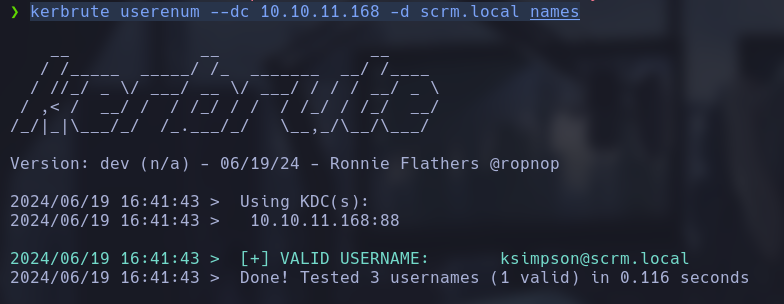 ❯ kerbrute userenum --dc 10.10.11.168 -d scrm.local names
    __             __               __
   / /_____  _____/ /_  _______  __/ /____
  / //_/ _ \/ ___/ __ \/ ___/ / / / __/ _ \
 / ,< /  __/ /  / /_/ / /  / /_/ / /_/  __/
/_/|_|\___/_/  /_.___/_/   \__,_/\__/\___/
Version: dev (n/a) - 06/19/24 - Ronnie Flathers @ropnop
2024/06/19 16:41:43 >  Using KDC(s):
2024/06/19 16:41:43 >   10.10.11.168:88
2024/06/19 16:41:43 >  [+] VALID USERNAME:       ksimpson@scrm.local
2024/06/19 16:41:43 >  Done! Tested 3 usernames (1 valid) in 0.116 seconds